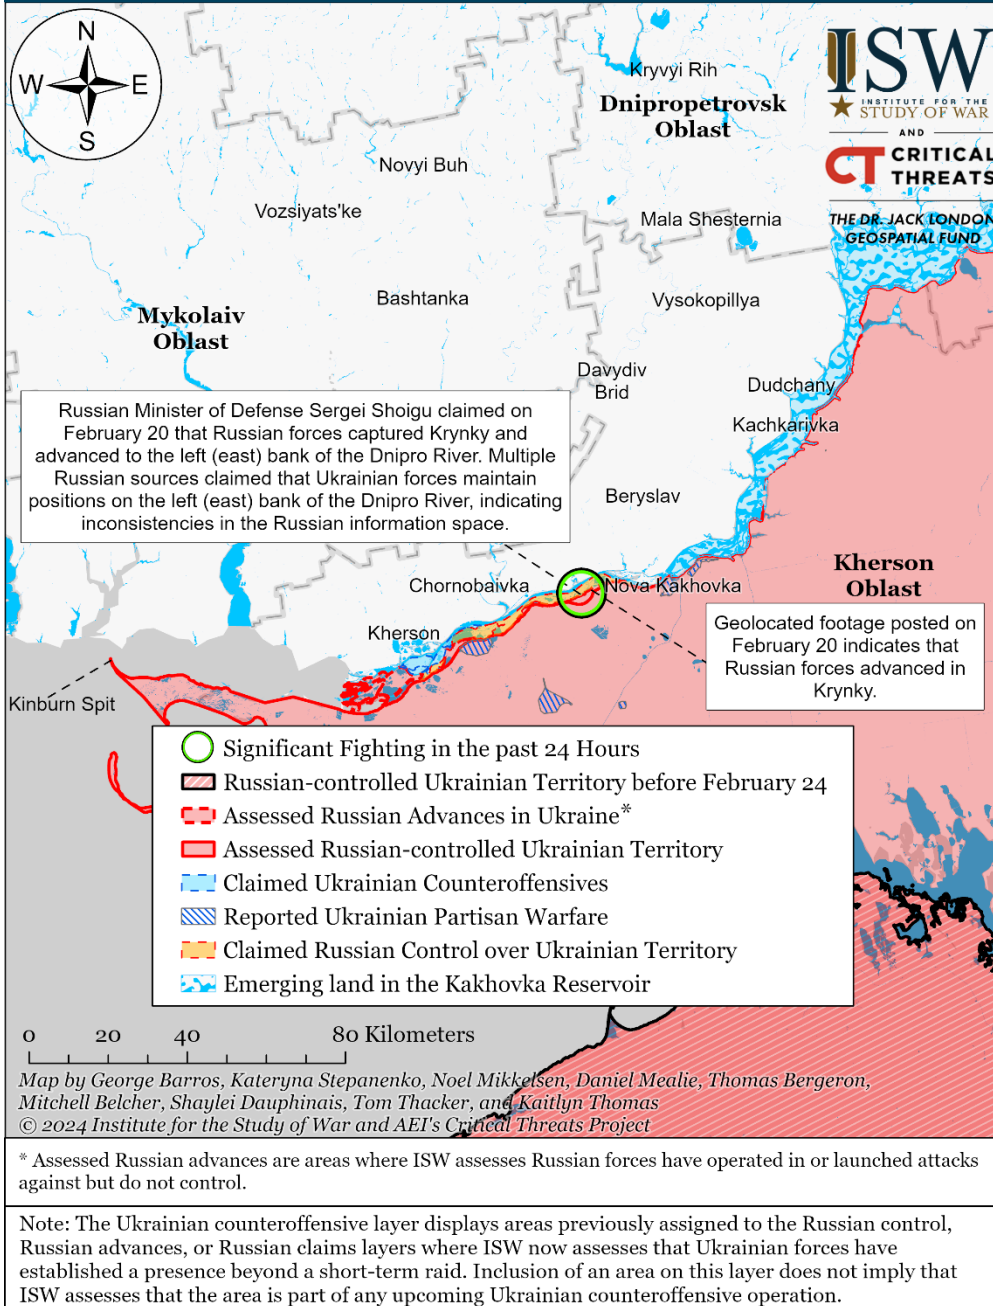 N
W
E
S
ISW
INSTITUTE FOR THE
STUDY OF WAR
AND
CT CRITICAL
THREATS
THE DR. JACK LONDON
GEOSPATIAL FUND
Kryvyi Rih
Dnipropetrovsk
Oblast
Novyi Buh
Vozsiyats'ke
Mala Shesternia
Bashtanka
Vysokopillya
Mykolaiv
Oblast
Davydiv
Brid
Dudchany
Kachkarivka
Russian Minister of Defense Sergei Shoigu claimed on
February 20 that Russian forces captured Krynky and
advanced to the left (east) bank of the Dnipro River. Multiple
Russian sources claimed that Ukrainian forces maintain
positions on the left (east) bank of the Dnipro River, indicating
inconsistencies in the Russian information space.
Beryslav
Kherson
Oblast
Chornobaivka
Nova Kakhovka
Kherson
Geolocated footage posted on
February 20 indicates that
Russian forces advanced in
Krynky.
Kinburn Spit
Significant Fighting in the past 24 Hours
Russian-controlled Ukrainian Territory before February 24
Assessed Russian Advances in Ukraine*
Assessed Russian-controlled Ukrainian Territory
Claimed Ukrainian Counteroffensives
Reported Ukrainian Partisan Warfare
Claimed Russian Control over Ukrainian Territory
Emerging land in the Kakhovka Reservoir
0 20 40 80 Kilometers
Map by George Barros, Kateryna Stepanenko, Noel Mikkelsen, Daniel Mealie, Thomas Bergeron,
Mitchell Belcher, Shaylei Dauphinais, Tom Thacker, and Kaitlyn Thomas
© 2024 Institute for the Study of War and AEI's Critical Threats Project
* Assessed Russian advances are areas where ISW assesses Russian forces have operated in or launched attacks
against but do not control.
Note: The Ukrainian counteroffensive layer displays areas previously assigned to the Russian control,
Russian advances, or Russian claims layers where ISW now assesses that Ukrainian forces have
established a presence beyond a short-term raid. Inclusion of an area on this layer does not imply that
ISW assesses that the area is part of any upcoming Ukrainian counteroffensive operation.